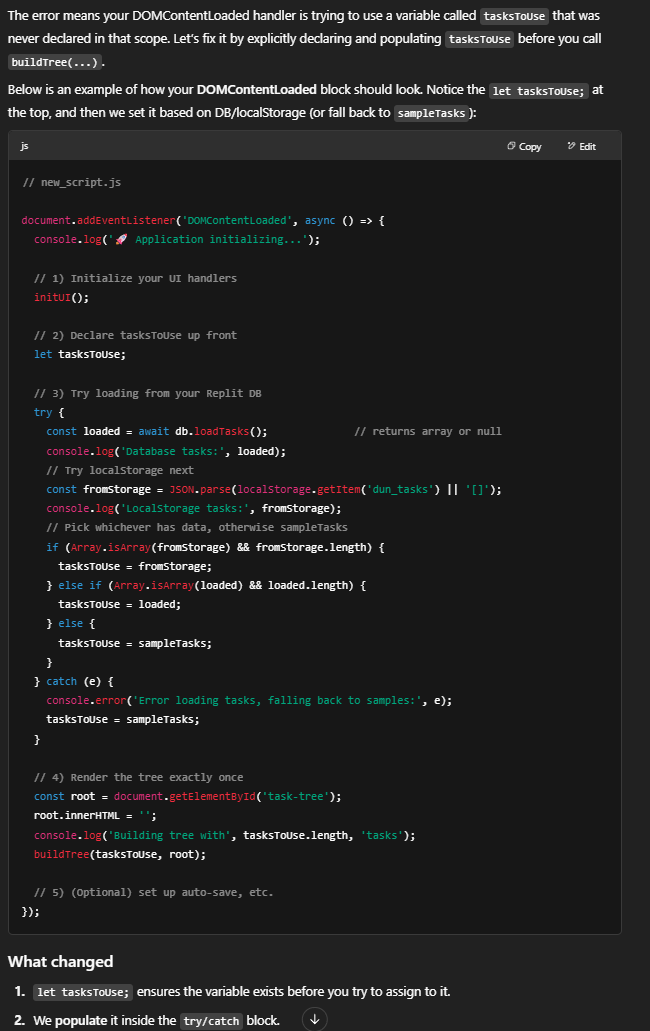 The error means your DOMContentLoaded handler is trying to use a variable called tasksToUse that was
never declared in that scope. Let's fix it by explicitly declaring and populating tasksToUse before you call
buildTree(...).
Below is an example of how your DOMContentLoaded block should look. Notice the let tasksToUse; at
the top, and then we set it based on DB/localStorage (or fall back to sampleTasks):
js Copy Edit
// new_script.js
document.addEventListener('DOMContentLoaded', async () => {
console.log('🚀 Application initializing...');
// 1) Initialize your UI handlers
initUI();
// 2) Declare tasksToUse up front
let tasksToUse;
// 3) Try loading from your Replit DB
try {
const loaded = await db.loadTasks(); // returns array or null
console.log('Database tasks:', loaded);
// Try localStorage next
const fromStorage = JSON.parse(localStorage.getItem('dun_tasks') || '[]');
console.log('LocalStorage tasks:', fromStorage);
// Pick whichever has data, otherwise sampleTasks
if (Array.isArray(fromStorage) && fromStorage.length) {
tasksToUse = fromStorage;
} else if (Array.isArray(loaded) && loaded.length) {
tasksToUse = loaded;
} else {
tasksToUse = sampleTasks;
}
} catch (e) {
console.error('Error loading tasks, falling back to samples:', e);
tasksToUse = sampleTasks;
}
// 4) Render the tree exactly once
const root = document.getElementById('task-tree');
root.innerHTML = '';
console.log('Building tree with', tasksToUse.length, 'tasks');
buildTree(tasksToUse, root);
// 5) (Optional) set up auto-save, etc.
});
What changed
1. let tasksToUse; ensures the variable exists before you try to assign to it.
2. We populate it inside the try/catch block.